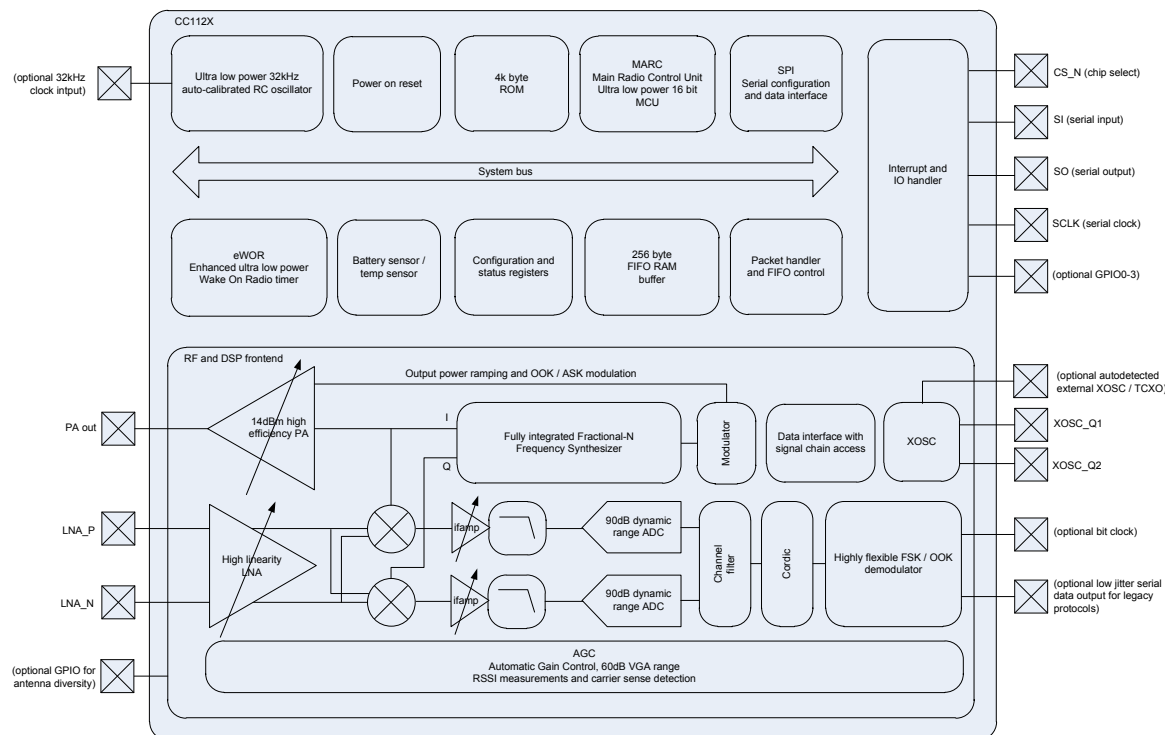 CC112X
(optional 32kHz
clock intput)
Ultra low power 32kHz
auto-calibrated RC oscillator
Power on reset
4k byte
ROM
MARC
Main Radio Control Unit
Ultra low power 16 bit
MCU
SPI
Serial configuration
and data interface
Interrupt and
IO handler
CS_N (chip select)
SI (serial input)
SO (serial output)
SCLK (serial clock)
(optional GPIO0-3)
System bus
eWOR
Enhanced ultra low power
Wake On Radio timer
Battery sensor /
temp sensor
Configuration and
status registers
256 byte
FIFO RAM
buffer
Packet handler
and FIFO control
RF and DSP frontend
Output power ramping and OOK / ASK modulation
(optional autodetected
external XOSC / TCXO)
PA out
14dBm high
efficiency PA
I
Q
Fully integrated Fractional-N
Frequency Synthesizer
Modulator
Data interface with
signal chain access
XOSC
XOSC_Q1
XOSC_Q2
LNA_P
LNA_N
High linearity
LNA
ifamp
90dB dynamic
range ADC
ifamp
90dB dynamic
range ADC
Channel
filter
Cordic
Highly flexible FSK / OOK
demodulator
(optional bit clock)
(optional low jitter serial
data output for legacy
protocols)
(optional GPIO for
antenna diversity)
AGC
Automatic Gain Control, 60dB VGA range
RSSI measurements and carrier sense detection